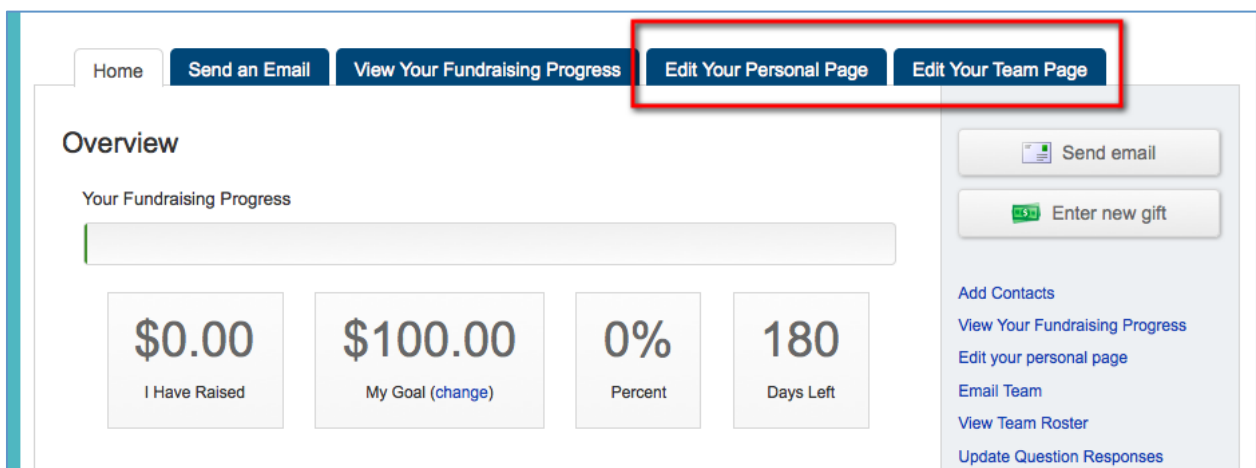 Home Send an Email View Your Fundraising Progress Edit Your Personal Page Edit Your Team Page
Overview
Your Fundraising Progress
$0.00
I Have Raised
$100.00
My Goal (change)
0%
Percent
180
Days Left
Send email
Enter new gift
Add Contacts
View Your Fundraising Progress
Edit your personal page
Email Team
View Team Roster
Update Question Responses